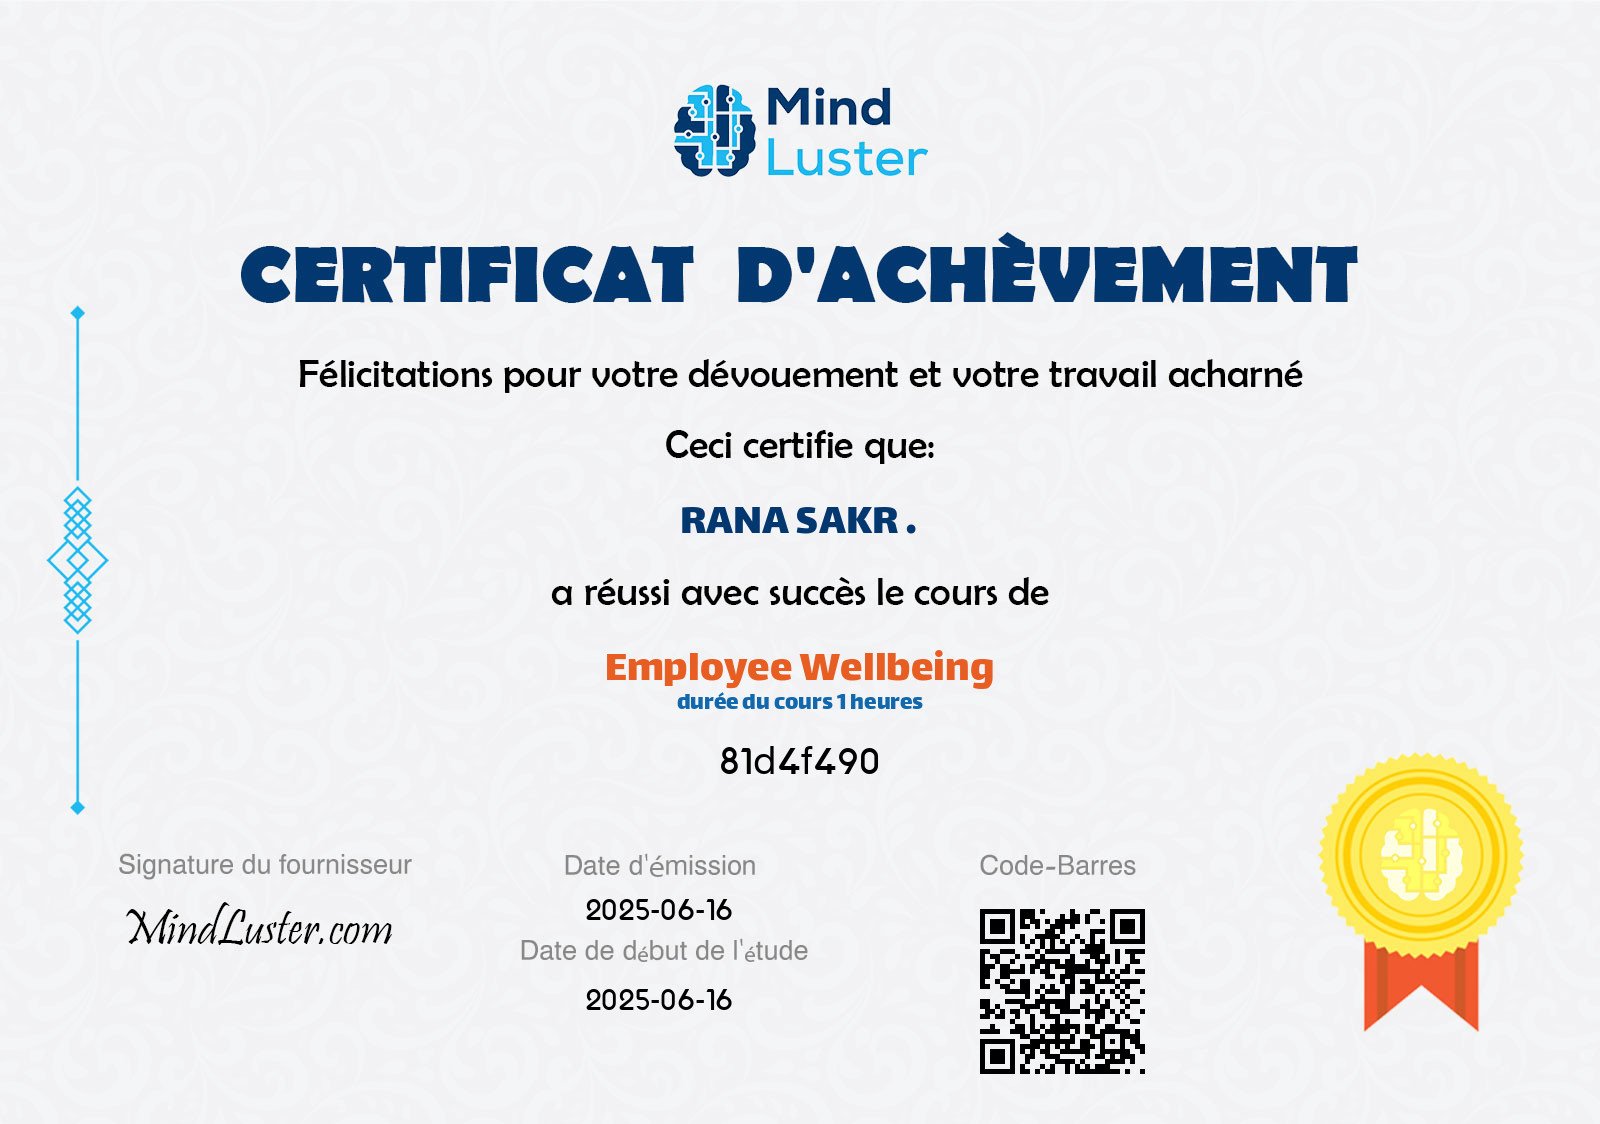 Mind
Luster
CERTIFICAT D'ACHÈVEMENT
Félicitations pour votre dévouement et votre travail acharné
Ceci certifie que:
RANA SAKR .
a réussi avec succès le cours de
Employee Wellbeing
durée du cours 1 heures
81d4f490
Signature du fournisseur
MindLuster.com
Date d'émission
2025-06-16
Date de début de l'étude
2025-06-16
Code-Barres